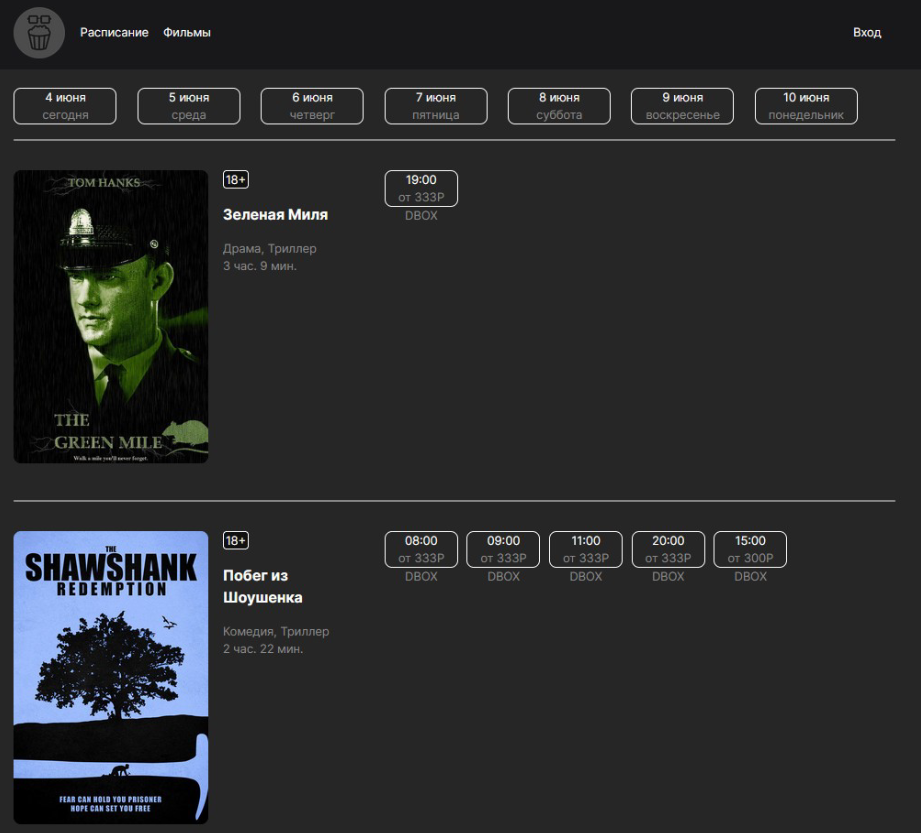 Расписание Фильмы Вход
4 июня 5 июня 6 июня 7 июня 8 июня 9 июня 10 июня
сегодня среда четверг пятница суббота воскресенье понедельник
TOM HANKS
THE
GREEN MILE
Walk a mile you'll never forget.
18+
Зеленая Миля
Драма, Триллер
3 час. 9 мин.
19:00
от 333Р
DBOX
THE
SHAWSHANK
REDEMPTION
FEAR CAN HOLD YOU PRISONER
HOPE CAN SET YOU FREE
18+
Побег из
Шоушенка
Комедия, Триллер
2 час. 22 мин.
08:00 09:00 11:00 20:00 15:00
от 333Р от 333Р от 333Р от 333Р от 300Р
DBOX DBOX DBOX DBOX DBOX